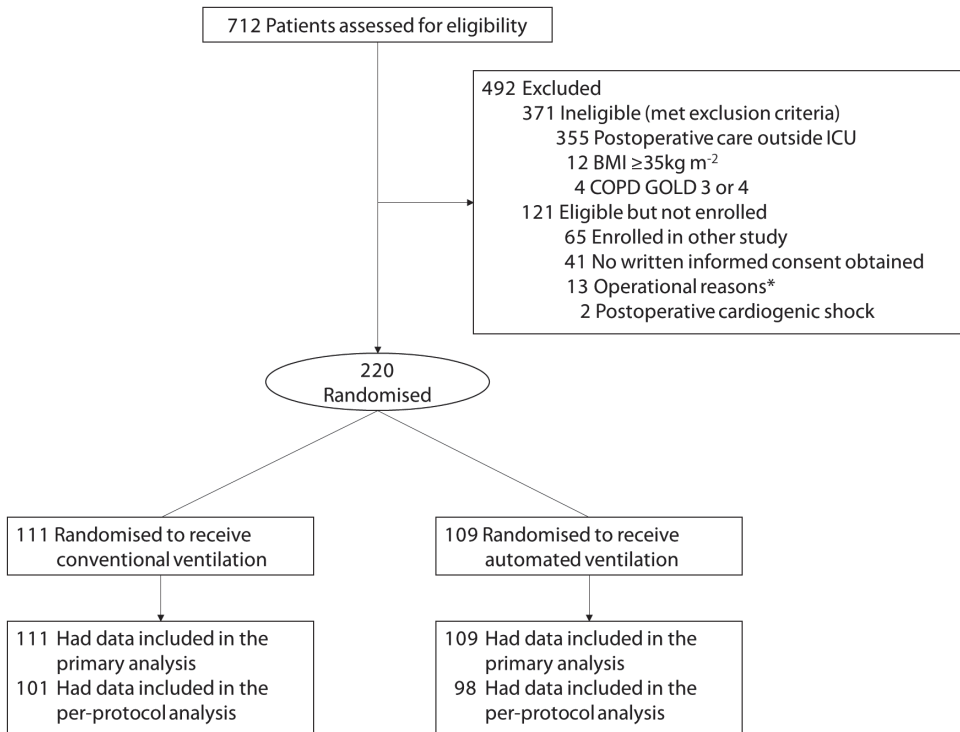 712 Patients assessed for eligibility
492 Excluded
371 Ineligible (met exclusion criteria)
355 Postoperative care outside ICU
12 BMI ≥35kg m⁻²
4 COPD GOLD 3 or 4
121 Eligible but not enrolled
65 Enrolled in other study
41 No written informed consent obtained
13 Operational reasons*
2 Postoperative cardiogenic shock
220
Randomised
111 Randomised to receive
conventional ventilation
109 Randomised to receive
automated ventilation
111 Had data included in the
primary analysis
101 Had data included in the
per-protocol analysis
109 Had data included in the
primary analysis
98 Had data included in the
per-protocol analysis